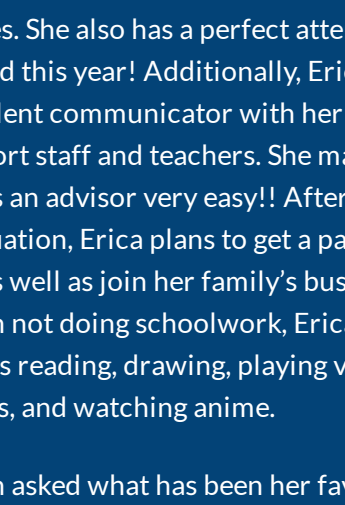 s. She also has a perfect atte
d this year! Additionally, Eri
lent communicator with her
ort staff and teachers. She ma
s an advisor very easy!! After
uation, Erica plans to get a pa
s well as join her family's bus
n not doing schoolwork, Eric
s reading, drawing, playing v
s, and watching anime.
n asked what has been her fav